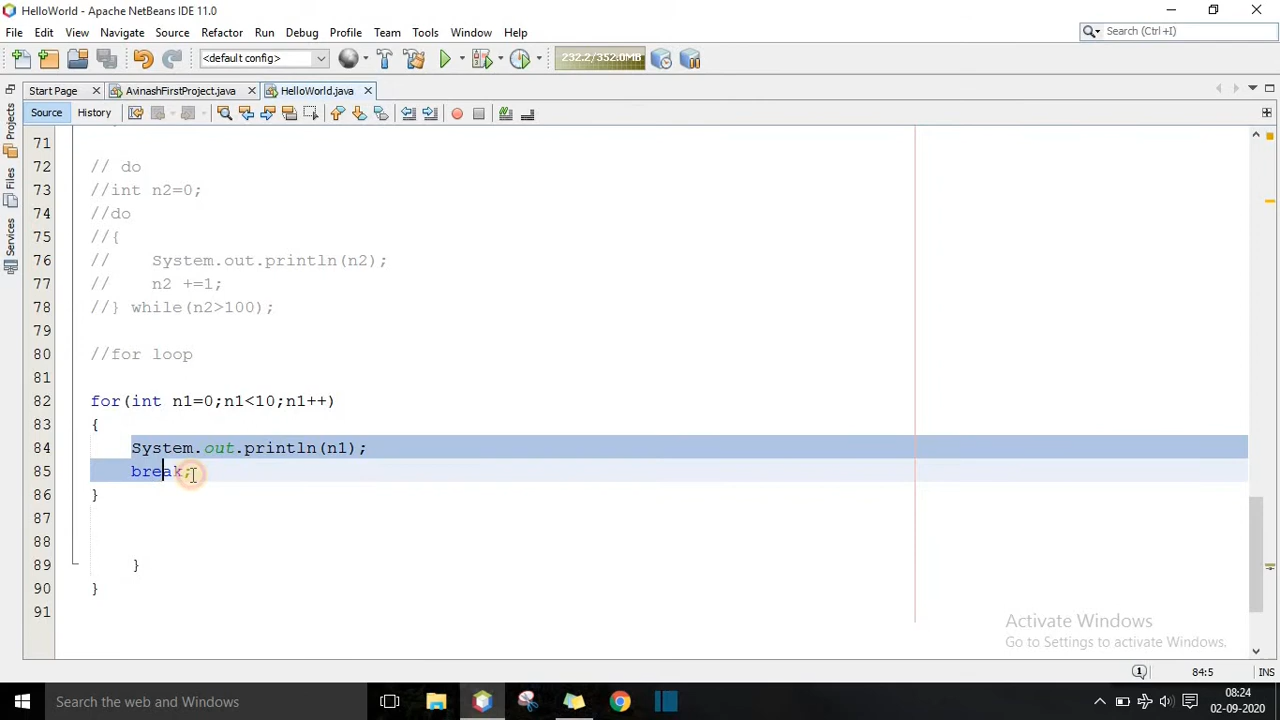 HelloWorld - Apache NetBeans IDE 11.0
File Edit View Navigate Source Refactor Run Debug Profile Team Tools Window Help
Search (Ctrl+I)
<default config>
232.2/352.0MB
Start Page AvinashFirstProject.java HelloWorld.java
Source History
Projects
Files
Services
71
72 // do
73 //int n2=0;
74 //do
75 //{
76 // System.out.println(n2);
77 // n2 +=1;
78 //} while(n2>100);
79
80 //for loop
81
82 for(int n1=0;n1<10;n1++)
83 {
84 System.out.println(n1);
85 break;
86 }
87
88
89 }
90 }
91
Activate Windows
Go to Settings to activate Windows.
1 84:5 INS
Search the web and Windows
08:24
02-09-2020